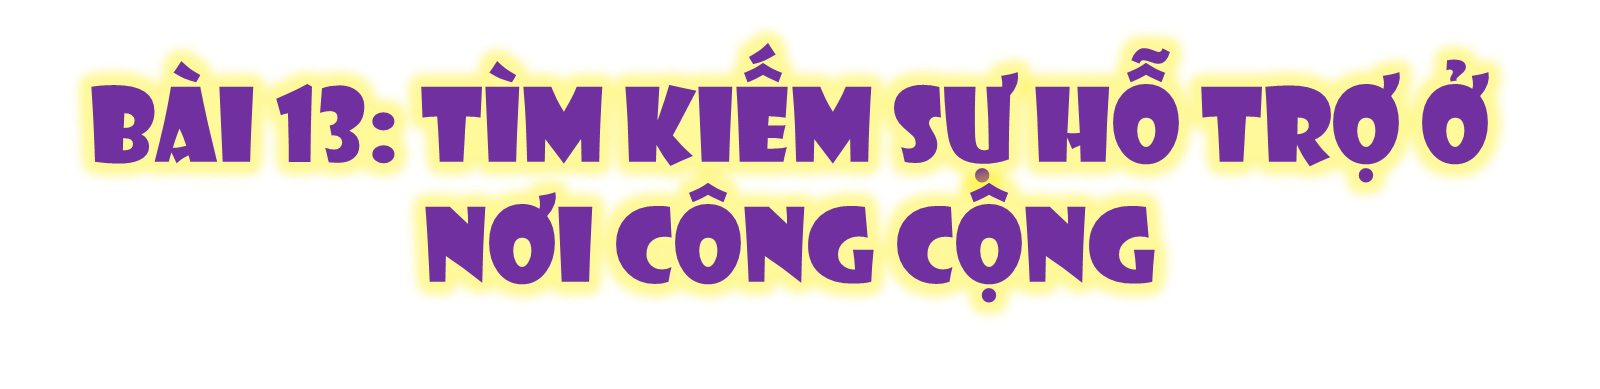 BÀI 13: TÌM KIẾM SỰ HỖ TRỢ Ở
NƠI CÔNG CỘNG